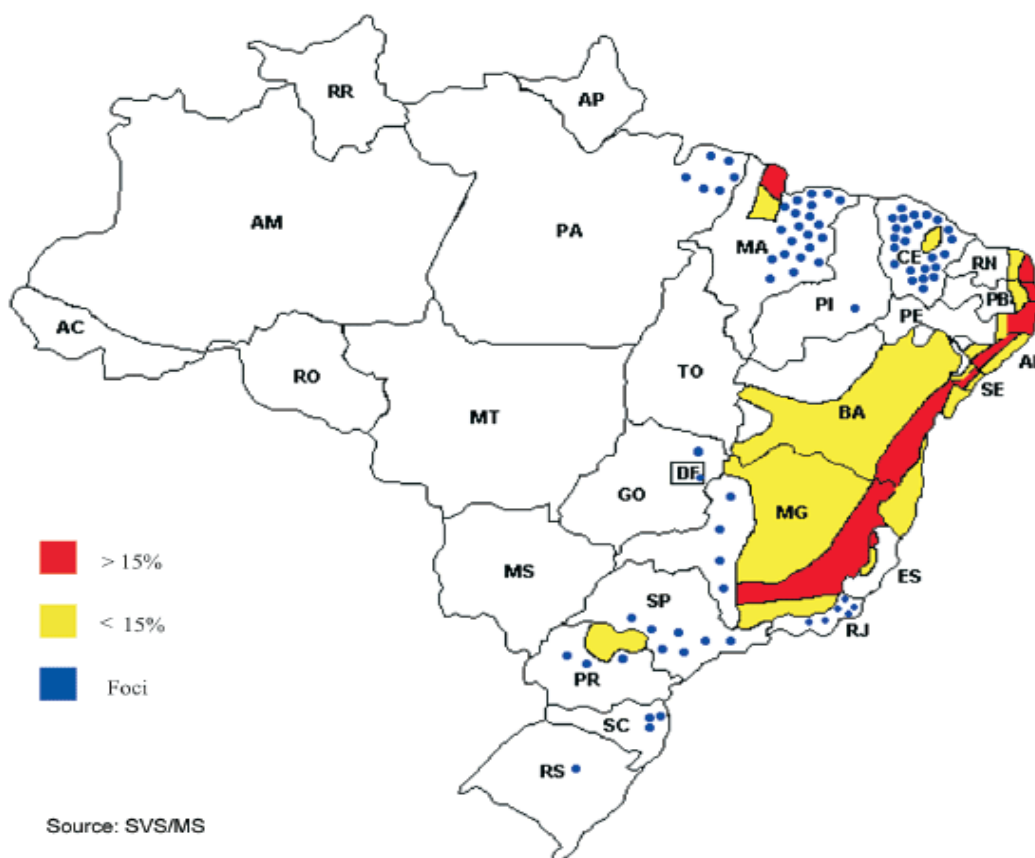 RR
AP
AM
PA
MA
CE
RN
PB
PI
PE
AC
RO
TO
SE
MT
BA
DF
GO
MG
> 15%
MS
ES
< 15%
SP
RJ
Foci
PR
SC
RS
Source: SVS/MS